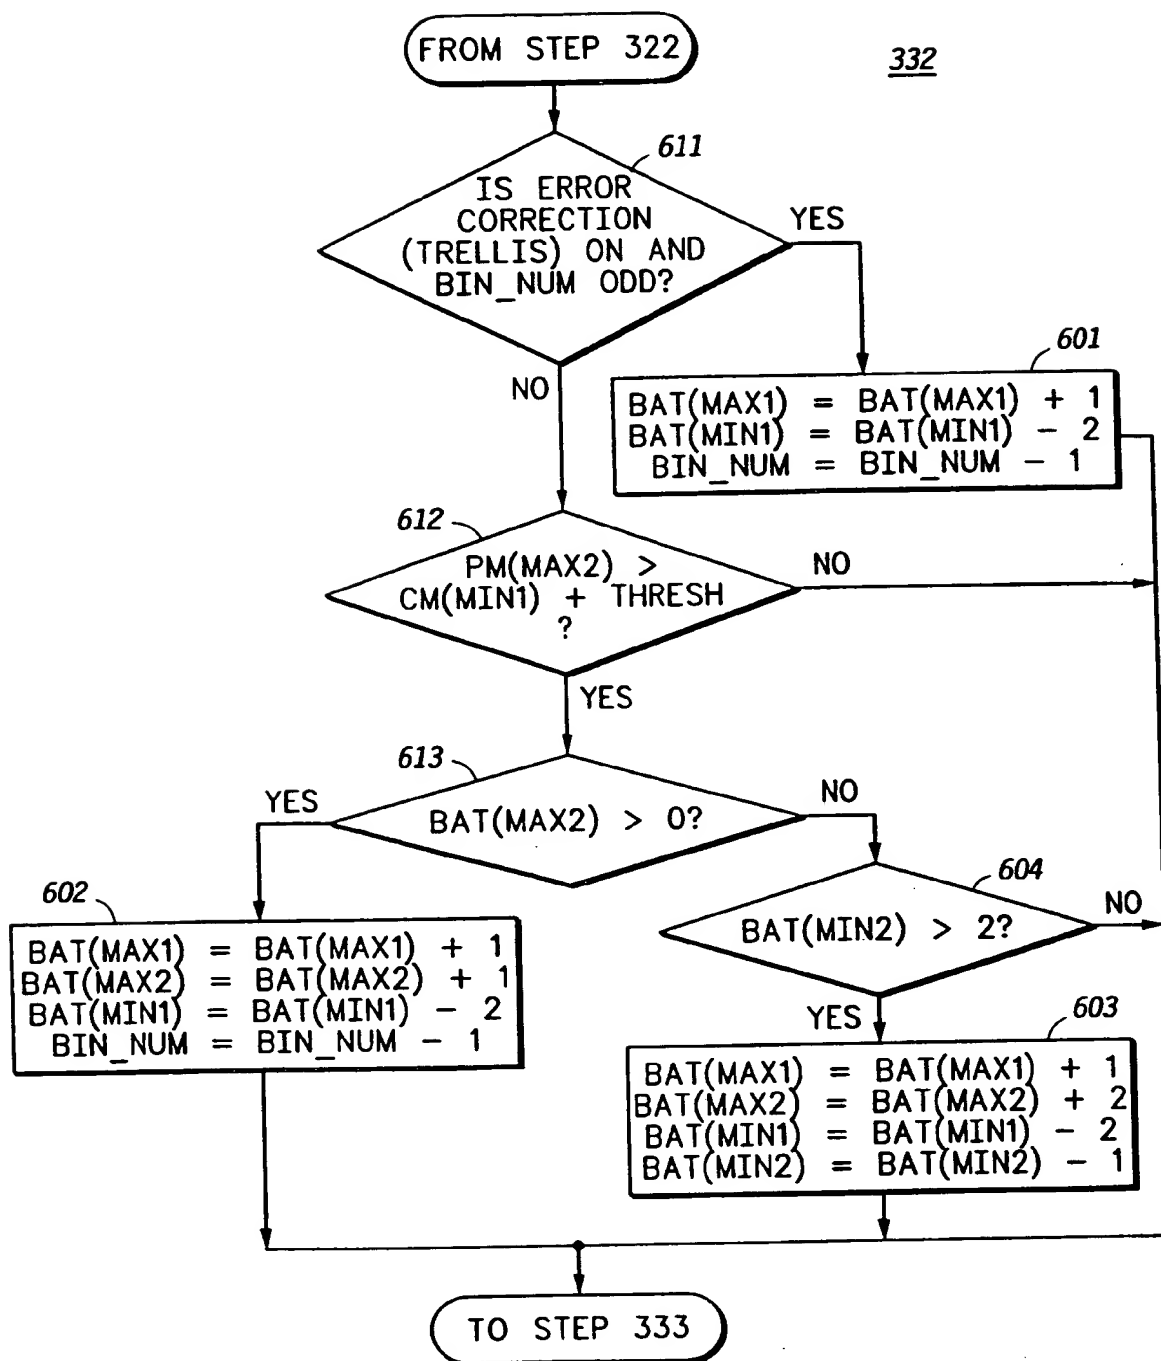 FROM STEP 322
332
611
IS ERROR
CORRECTION
(TRELLIS) ON AND
BIN_NUM ODD?
YES
NO
601
BAT(MAX1) = BAT(MAX1) + 1
BAT(MIN1) = BAT(MIN1) - 2
BIN_NUM = BIN_NUM - 1
612
PM(MAX2) >
CM(MIN1) + THRESH
?
NO
YES
613
BAT(MAX2) > 0?
YES
NO
604
BAT(MIN2) > 2?
NO
YES
602
BAT(MAX1) = BAT(MAX1) + 1
BAT(MAX2) = BAT(MAX2) + 1
BAT(MIN1) = BAT(MIN1) - 2
BIN_NUM = BIN_NUM - 1
603
BAT(MAX1) = BAT(MAX1) + 1
BAT(MAX2) = BAT(MAX2) + 2
BAT(MIN1) = BAT(MIN1) - 2
BAT(MIN2) = BAT(MIN2) - 1
TO STEP 333